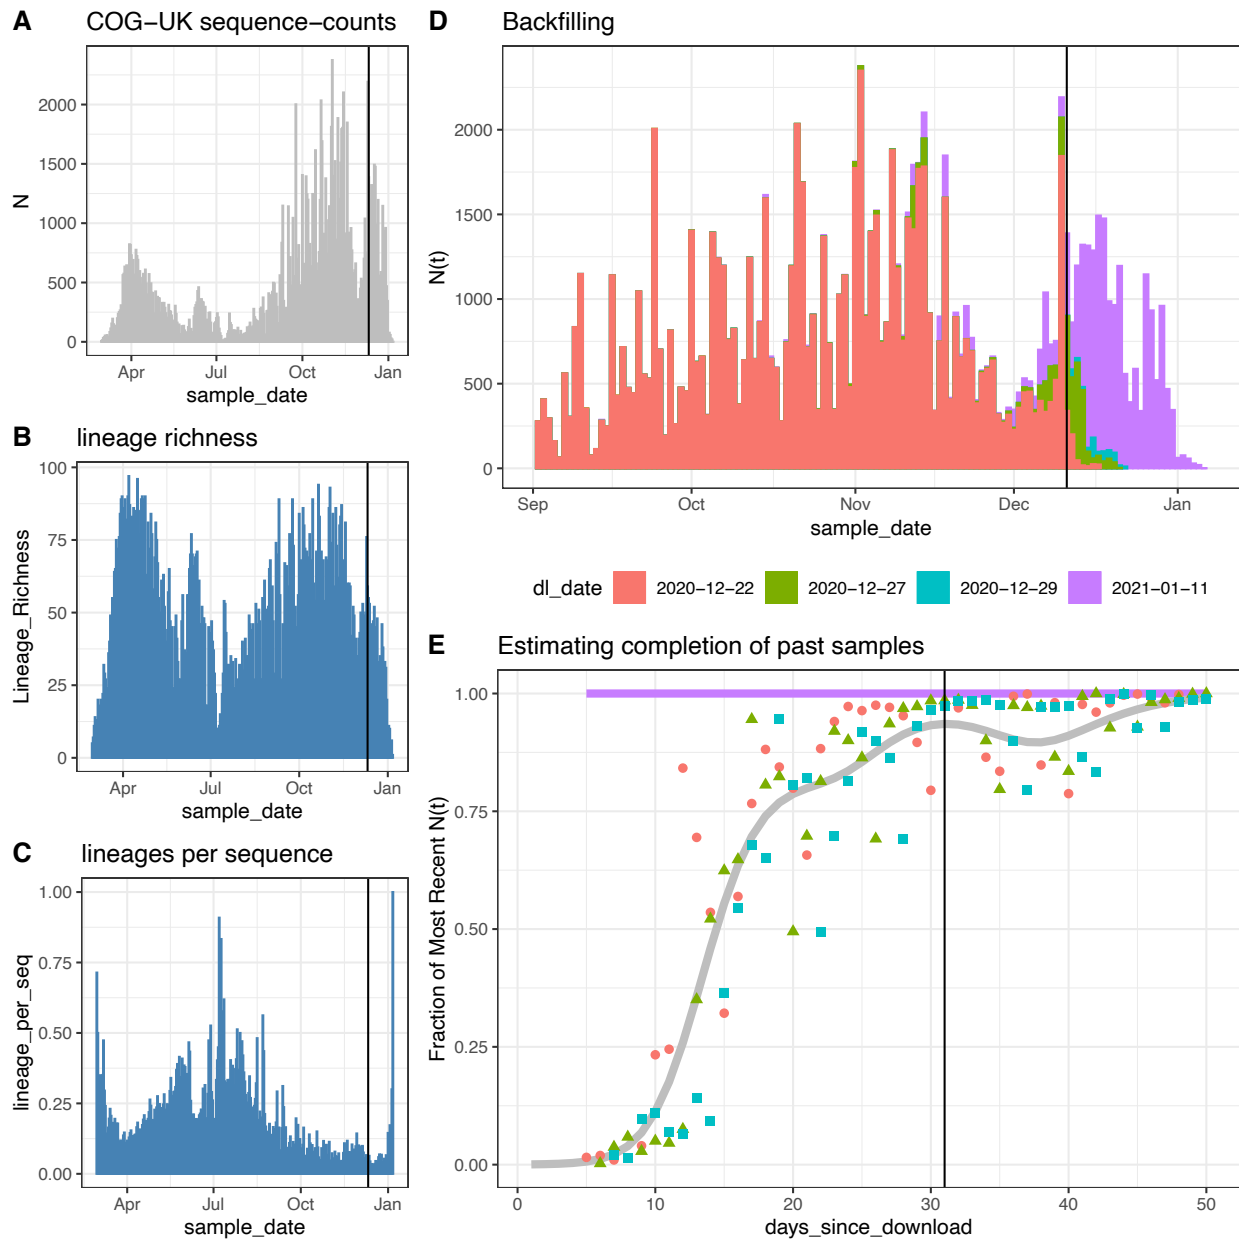 A COG−UK sequence−counts
N
2000
1500
1000
500
0
Apr Jul Oct Jan
sample_date
B lineage richness
Lineage_Richness
100
75
50
25
0
Apr Jul Oct Jan
sample_date
C lineages per sequence
lineage_per_seq
1.00
0.75
0.50
0.25
0.00
Apr Jul Oct Jan
sample_date
D Backfilling
N(t)
2000
1500
1000
500
0
Sep Oct Nov Dec Jan
sample_date
dl_date 2020−12−22 2020−12−27 2020−12−29 2021−01−11
E Estimating completion of past samples
Fraction of Most Recent N(t)
1.00
0.75
0.50
0.25
0.00
0 10 20 30 40 50
days_since_download